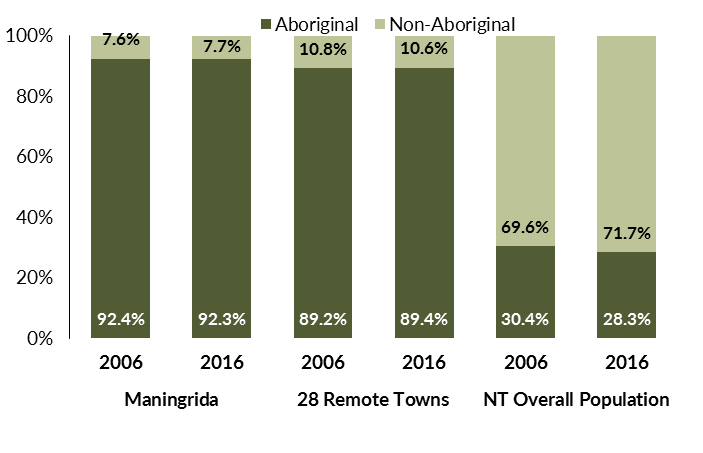 Aboriginal Non-Aboriginal
100%
80%
60%
40%
20%
0%
7.6% 7.7% 10.8% 10.6%
69.6% 71.7%
92.4% 92.3% 89.2% 89.4% 30.4% 28.3%
2006 2016 2006 2016 2006 2016
Maningrida 28 Remote Towns NT Overall Population